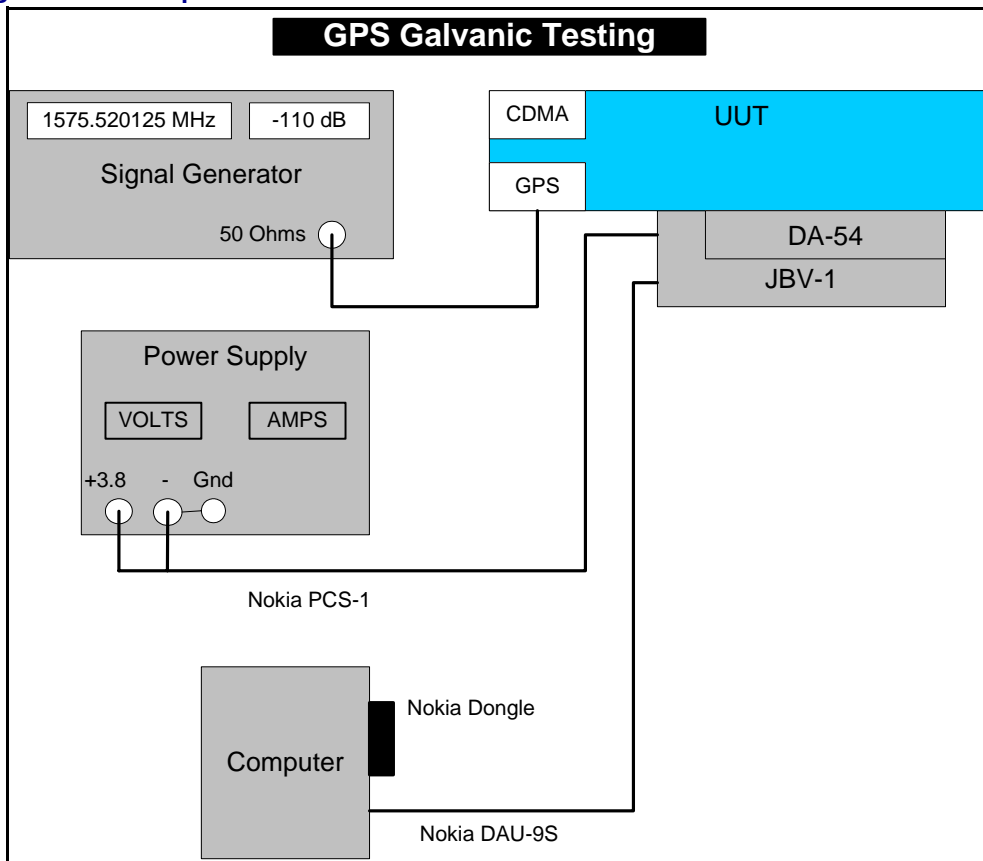 GPS Galvanic Testing
1575.520125 MHz
-110 dB
Signal Generator
50 Ohms
CDMA
UUT
GPS
DA-54
JBV-1
Power Supply
VOLTS
AMPS
+3.8 - Gnd
Nokia PCS-1
Nokia Dongle
Computer
Nokia DAU-9S